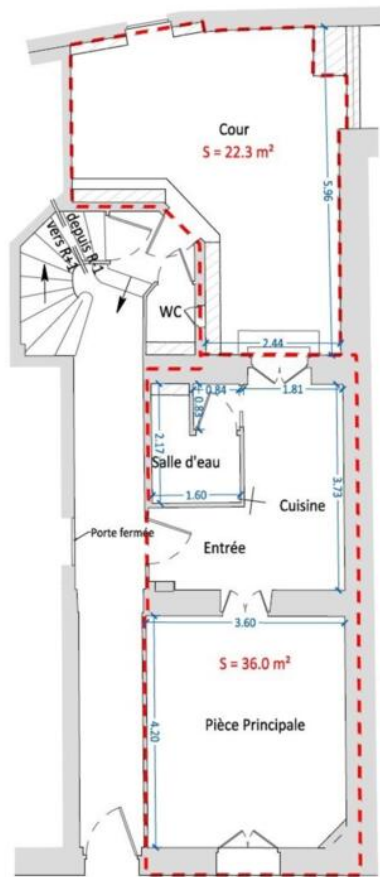 Cour
S = 22.3 m²
5.96
depuis R-1
vers R+1
WC
2.44
0.84
1.81
0.83
2.17
Salle d'eau
3.73
1.60
Cuisine
Porte fermée
Entrée
3.60
S = 36.0 m²
4.20
Pièce Principale